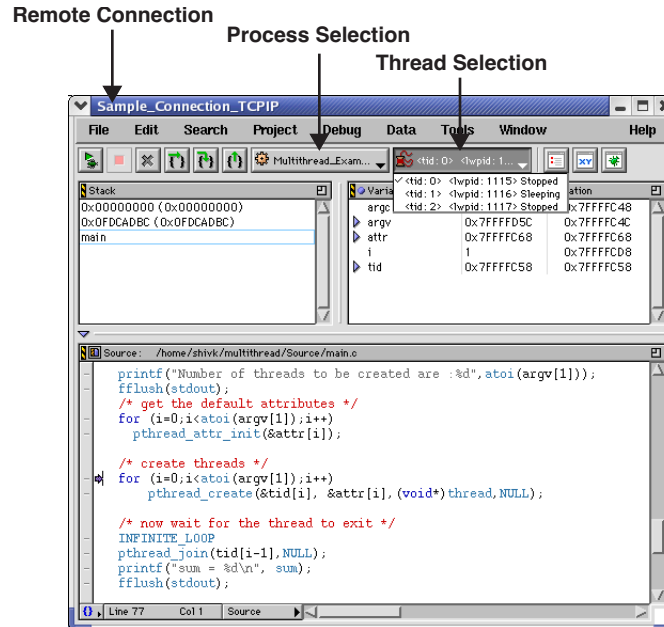 Remote Connection
Process Selection
Thread Selection
Sample_Connection_TCPIP
File Edit Search Project Debug Data Tools Window Help
Multithread_Exam... <tid: 0> <lwpid: 1...
<tid: 0> <lwpid: 1115> Stopped
<tid: 1> <lwpid: 1116> Sleeping
<tid: 2> <lwpid: 1117> Stopped
Stack
0x00000000 (0x00000000)
0x0FDCADBC (0x0FDCADBC)
main
Varia ation
argc 0x7FFFFC48
argv 0x7FFFFD5C 0x7FFFFC4C
attr 0x7FFFFC68 0x7FFFFC68
i 1 0x7FFFFCD8
tid 0x7FFFFC58 0x7FFFFC58
Source: /home/shivk/multithread/Source/main.c
printf("Number of threads to be created are :%d",atoi(argv[1]));
fflush(stdout);
/* get the default attributes */
for (i=0;i<atoi(argv[1]);i++)
pthread_attr_init(&attr[i]);
/* create threads */
for (i=0;i<atoi(argv[1]);i++)
pthread_create(&tid[i], &attr[i],(void*)thread,NULL);
/* now wait for the thread to exit */
INFINITE_LOOP
pthread_join(tid[i-1],NULL);
printf("sum = %d\n", sum);
fflush(stdout);
Line 77 Col 1 Source